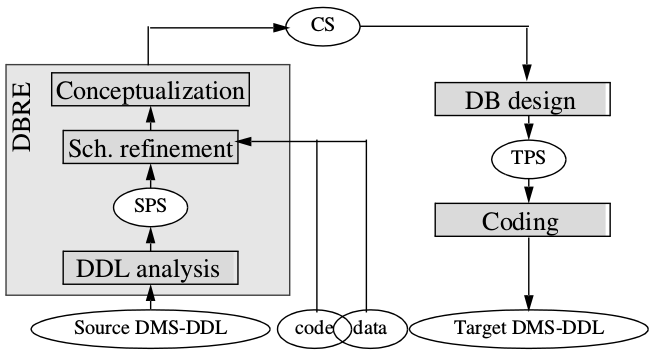 CS
DBRE
Conceptualization
DB design
Sch. refinement
TPS
SPS
Coding
DDL analysis
Source DMS-DDL
code
data
Target DMS-DDL